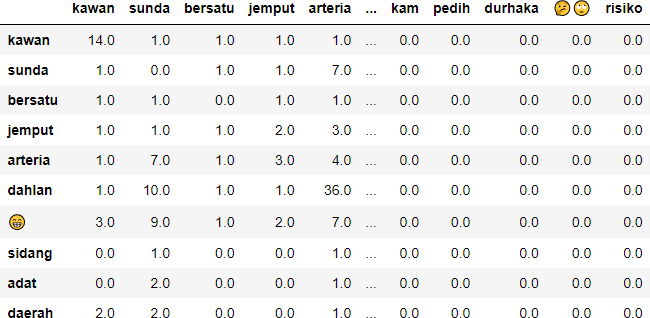 kawan sunda bersatu jemput arteria ... kam pedih durhaka 🤔🙄 risiko
kawan 14.0 1.0 1.0 1.0 1.0 ... 0.0 0.0 0.0 0.0 0.0
sunda 1.0 0.0 1.0 1.0 7.0 ... 0.0 0.0 0.0 0.0 0.0
bersatu 1.0 1.0 0.0 1.0 1.0 ... 0.0 0.0 0.0 0.0 0.0
jemput 1.0 1.0 1.0 2.0 3.0 ... 0.0 0.0 0.0 0.0 0.0
arteria 1.0 7.0 1.0 3.0 4.0 ... 0.0 0.0 0.0 0.0 0.0
dahlan 1.0 10.0 1.0 1.0 36.0 ... 0.0 0.0 0.0 0.0 0.0
😁 3.0 9.0 1.0 2.0 7.0 ... 0.0 0.0 0.0 0.0 0.0
sidang 0.0 1.0 0.0 0.0 1.0 ... 0.0 0.0 0.0 0.0 0.0
adat 0.0 2.0 0.0 0.0 1.0 ... 0.0 0.0 0.0 0.0 0.0
daerah 2.0 2.0 0.0 0.0 1.0 ... 0.0 0.0 0.0 0.0 0.0